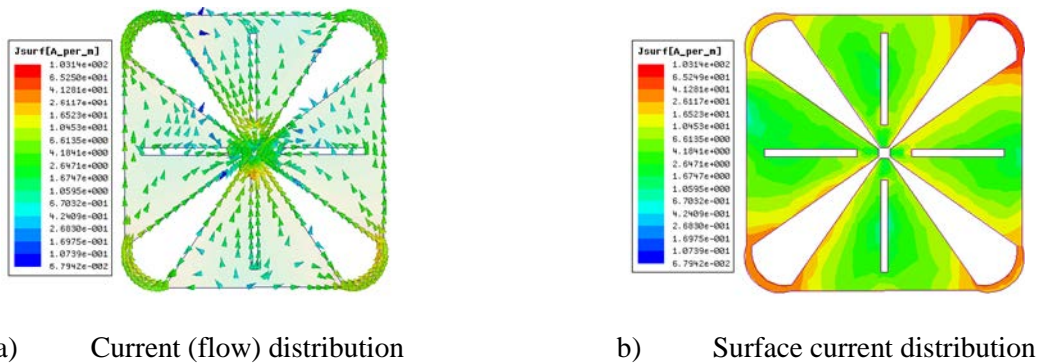 Jsurf[A_per_m]
1.0314e+002
6.5250e+001
4.1281e+001
2.6117e+001
1.6523e+001
1.0453e+001
6.6135e+000
4.1841e+000
2.6471e+000
1.6747e+000
1.0595e+000
6.7032e-001
4.2409e-001
2.6830e-001
1.6975e-001
1.0739e-001
6.7942e-002
Jsurf[A_per_m]
1.0314e+002
6.5249e+001
4.1281e+001
2.6117e+001
1.6523e+001
1.0453e+001
6.6135e+000
4.1841e+000
2.6471e+000
1.6747e+000
1.0595e+000
6.7032e-001
4.2409e-001
2.6830e-001
1.6975e-001
1.0739e-001
6.7942e-002
a) Current (flow) distribution
b) Surface current distribution